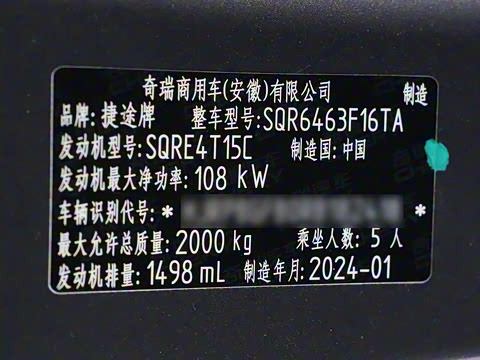 奇瑞商用车(安徽)有限公司 制造
品牌:捷途牌 整车型号:SQR6463F16TA
发动机型号:SQRE4T15C 制造国:中国
发动机最大净功率:108 kW
车辆识别代号:* *
最大允许总质量:2000 kg 乘坐人数:5 人
发动机排量:1498 mL 制造年月:2024-01